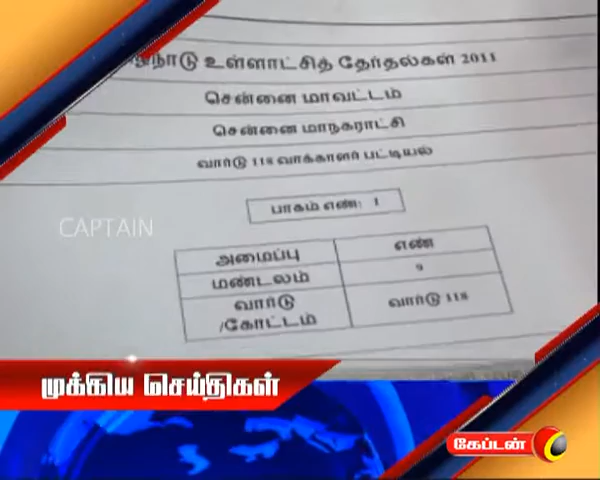 உள்ளாட்சித் தேர்தல்கள் 2011
சென்னை மாவட்டம்
சென்னை மாநகராட்சி
வார்டு 118 வாக்காளர் பட்டியல்
பாகம் எண்: 1
அமைப்பு எண்
மண்டலம் 9
வார்டு /கோட்டம் வார்டு 118
CAPTAIN
முக்கிய செய்திகள்
கேப்டன்